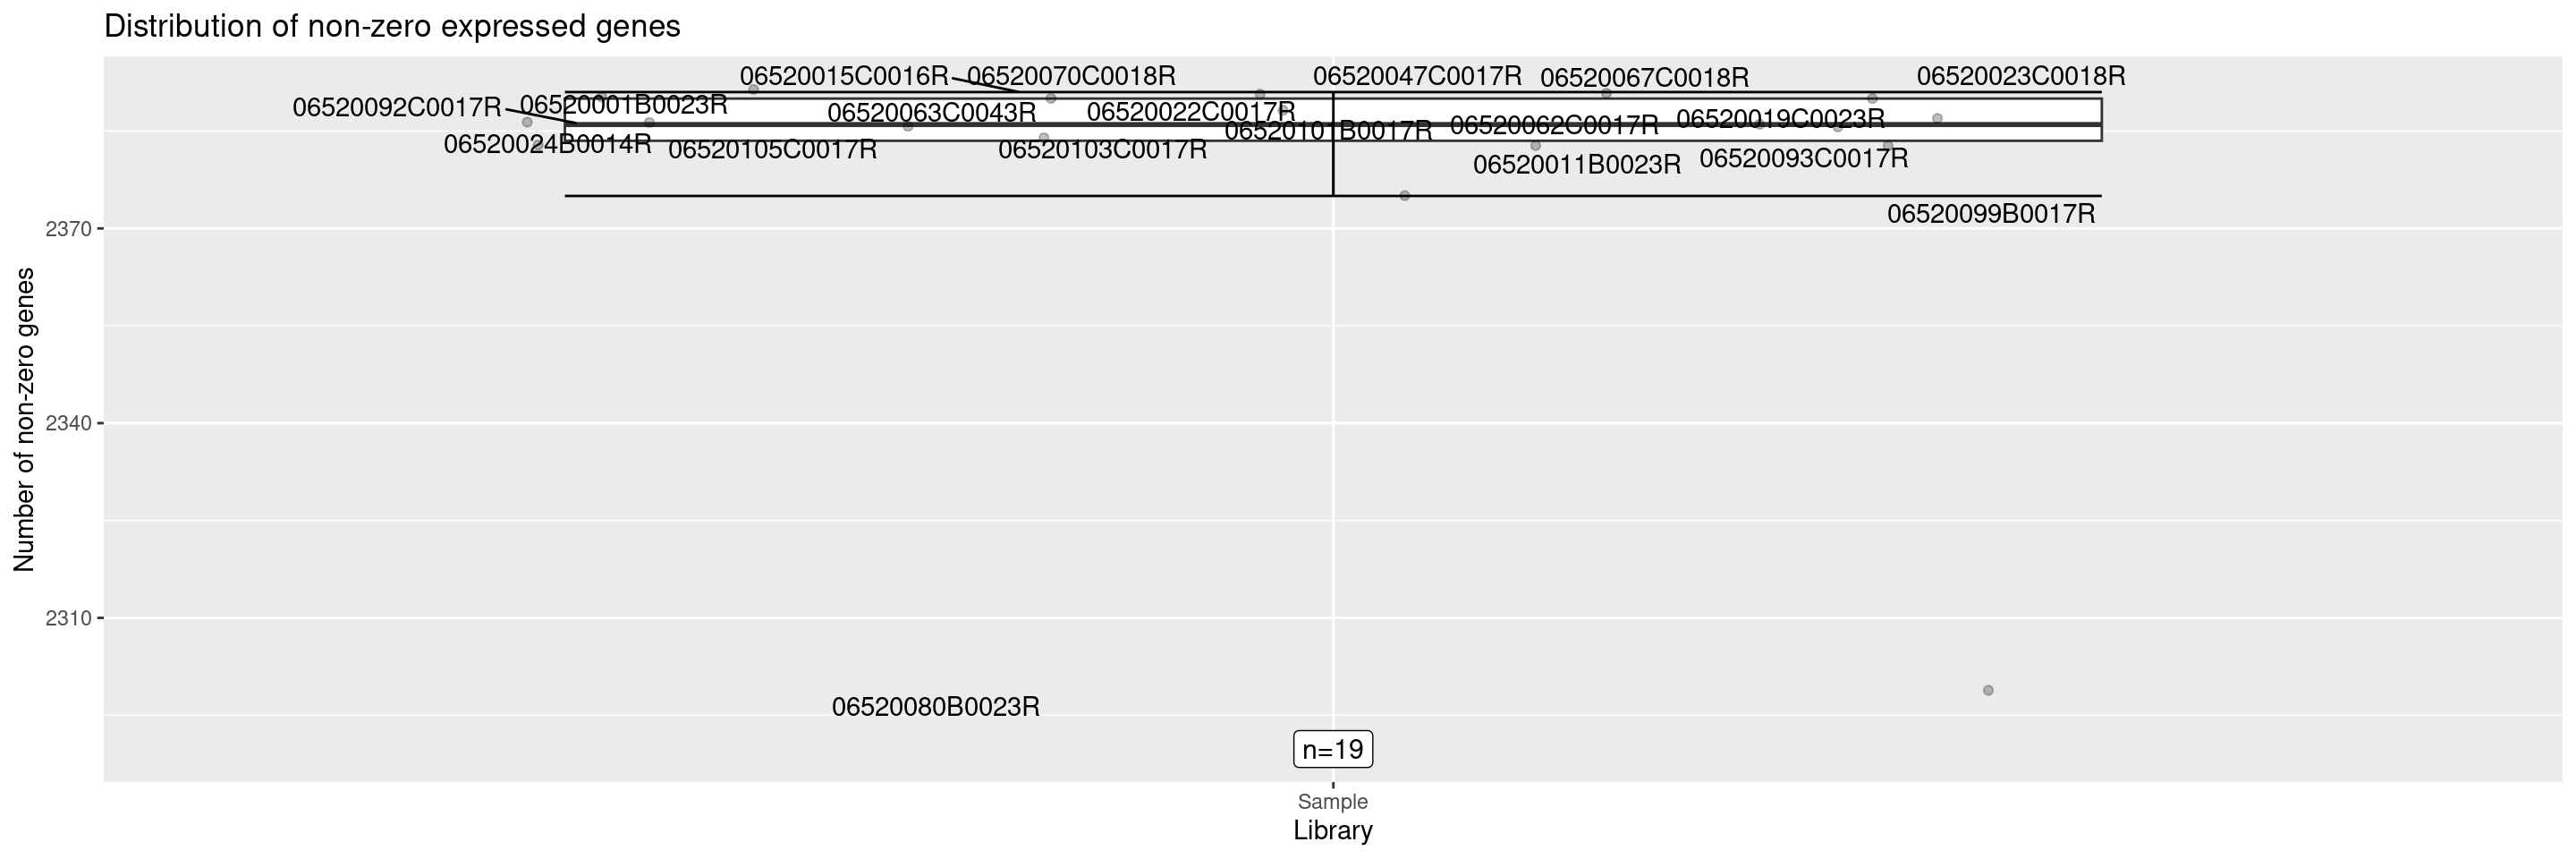 Distribution of non-zero expressed genes
06520015C0016R
06520070C0018R
06520047C0017R
06520067C0018R
06520023C0018R
06520092C0017R
06520001B0023R
06520063C0043R
06520022C0017R
06520101B0017R
06520062C0017R
06520019C0023R
06520024B0014R
06520105C0017R
06520103C0017R
06520011B0023R
06520093C0017R
06520099B0017R
2370
2340
2310
Number of non-zero genes
06520080B0023R
n=19
Sample
Library